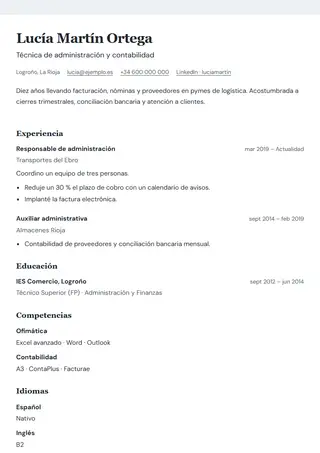 Lucía Martín Ortega
Técnica de administración y contabilidad
Logroño, La Rioja lucia@ejemplo.es +34 600 000 000 LinkedIn · luciamartin
Diez años llevando facturación, nóminas y proveedores en pymes de logística. Acostumbrada a
cierres trimestrales, conciliación bancaria y atención a clientes.
Experiencia
Responsable de administración mar 2019 – Actualidad
Transportes del Ebro
Coordino un equipo de tres personas.
• Reduje un 30 % el plazo de cobro con un calendario de avisos.
• Implanté la factura electrónica.
Auxiliar administrativa sept 2014 – feb 2019
Almacenes Rioja
• Contabilidad de proveedores y conciliación bancaria mensual.
Educación
IES Comercio, Logroño sept 2012 – jun 2014
Técnico Superior (FP) · Administración y Finanzas
Competencias
Ofimática
Excel avanzado · Word · Outlook
Contabilidad
A3 · ContaPlus · Facturae
Idiomas
Español
Nativo
Inglés
B2